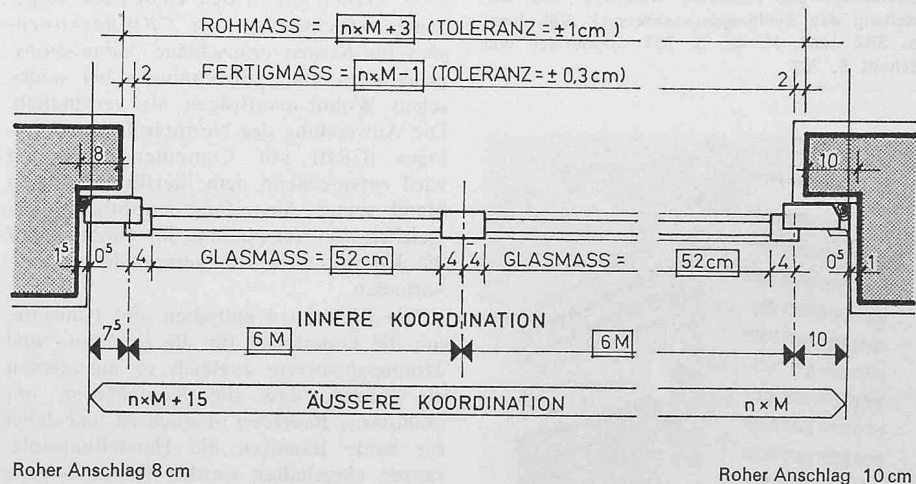 ROHMASS = n×M+3 (TOLERANZ = ±1cm)
2 FERTIGMASS = n×M-1 (TOLERANZ = ±0,3cm) 2
8 10
1⁵ 0⁵ 4 GLASMASS = 52cm 4 4 GLASMASS = 52cm 4 0⁵ 1
INNERE KOORDINATION
7⁵ 6 M 6 M 10
n×M+15 ÄUSSERE KOORDINATION n×M
Roher Anschlag 8 cm Roher Anschlag 10 cm